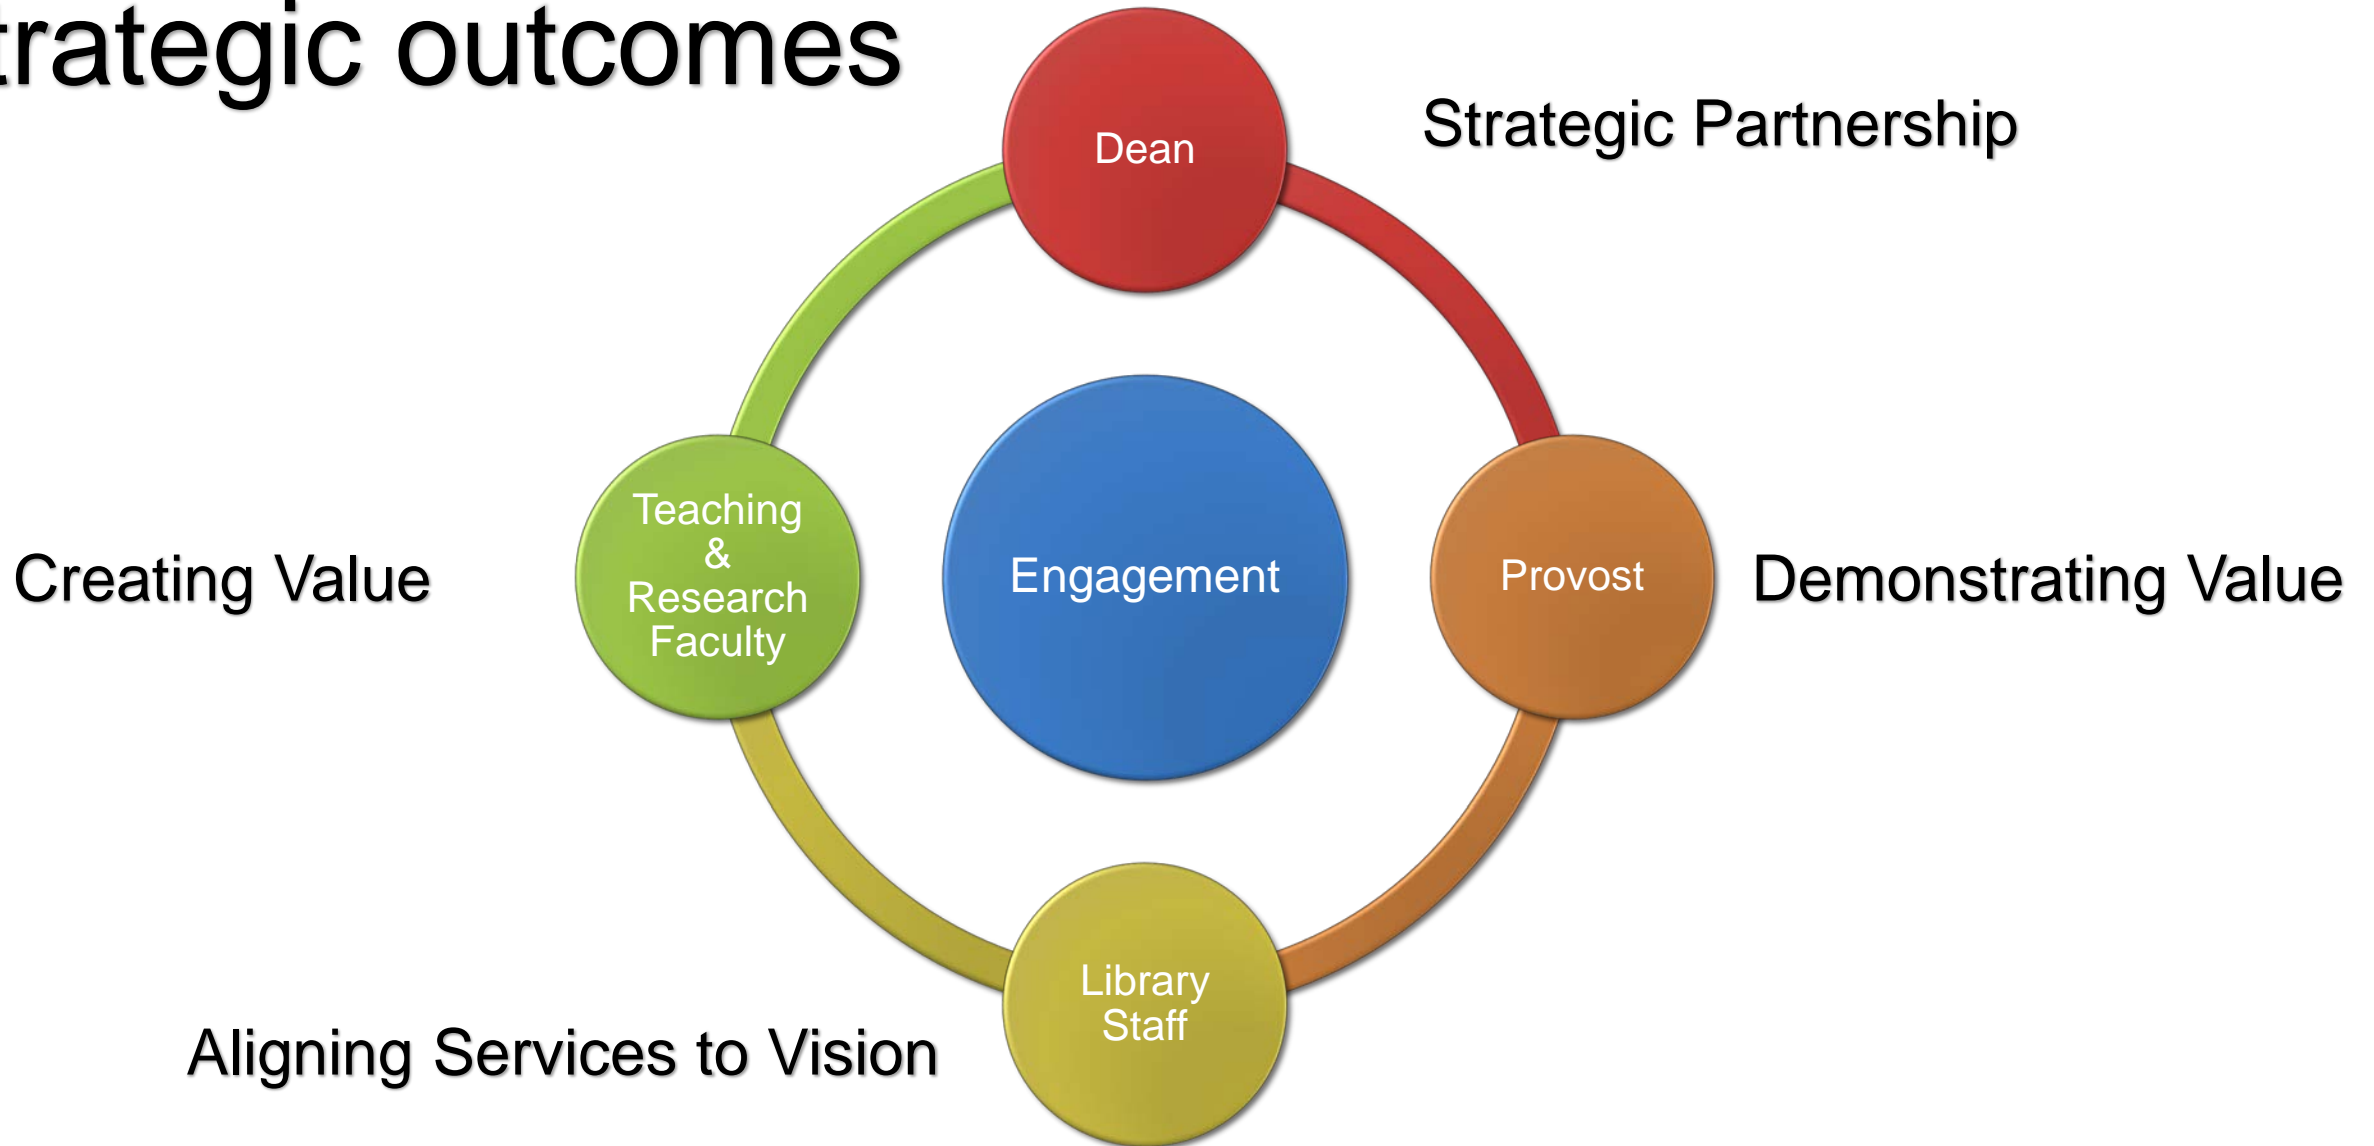 trategic outcomes
Dean
Strategic Partnership
Teaching
&
Research
Faculty
Creating Value
Engagement
Provost
Demonstrating Value
Library
Staff
Aligning Services to Vision